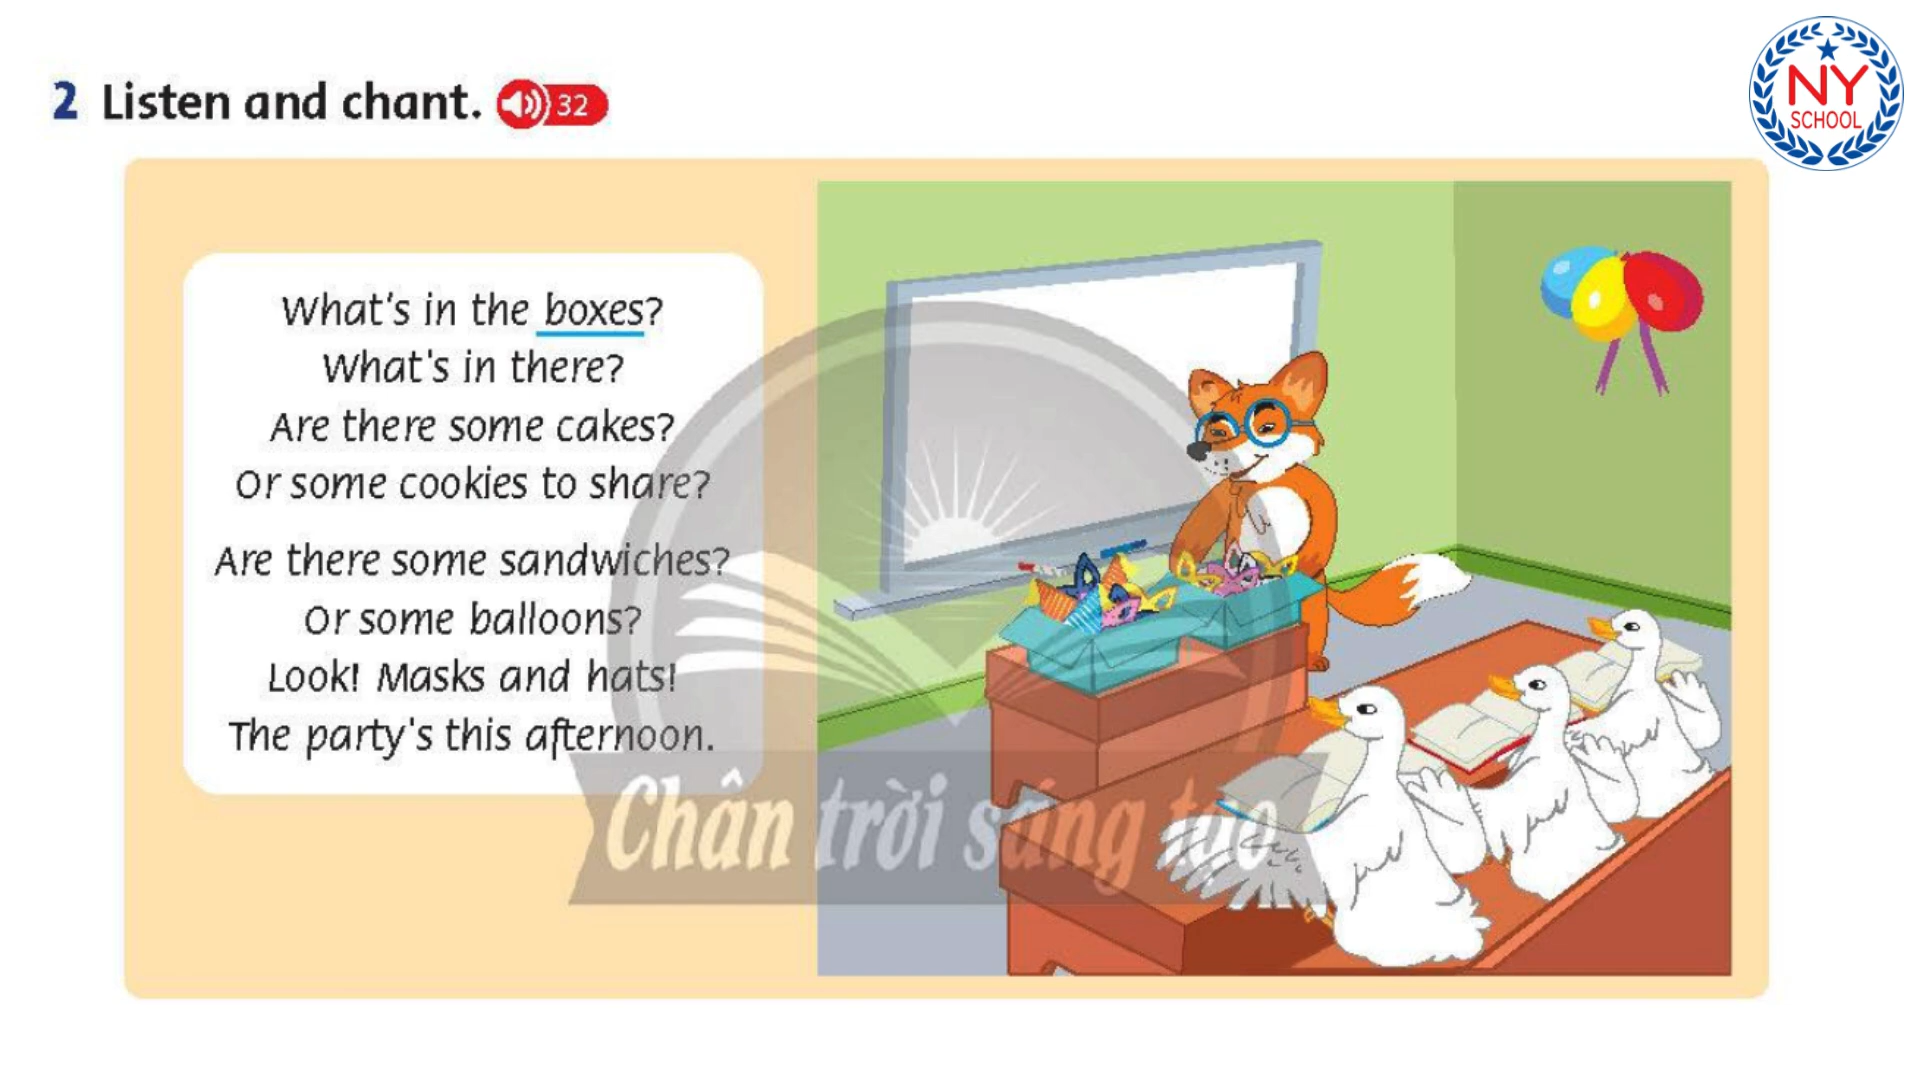 NY
SCHOOL
2 Listen and chant. 32
What's in the boxes?
What's in there?
Are there some cakes?
Or some cookies to share?
Are there some sandwiches?
Or some balloons?
Look! Masks and hats!
The party's this afternoon.
Chân trời sáng tạo